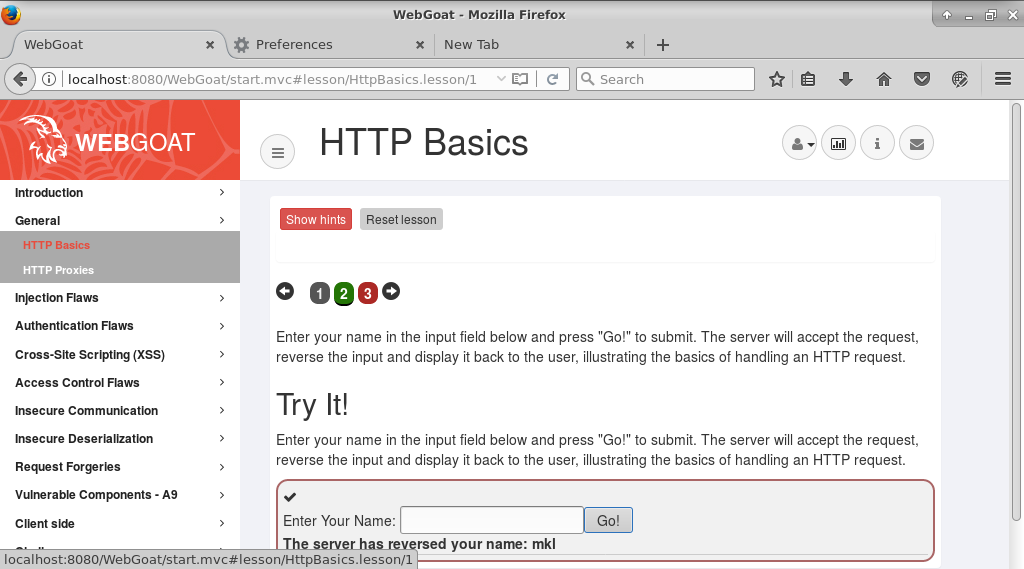 WebGoat - Mozilla Firefox
WebGoat
Preferences
New Tab
localhost:8080/WebGoat/start.mvc#lesson/HttpBasics.lesson/1
Search
WEBGOAT
HTTP Basics
Introduction
General
HTTP Basics
HTTP Proxies
Injection Flaws
Authentication Flaws
Cross-Site Scripting (XSS)
Access Control Flaws
Insecure Communication
Insecure Deserialization
Request Forgeries
Vulnerable Components - A9
Client side
Show hints
Reset lesson
1 2 3
Enter your name in the input field below and press "Go!" to submit. The server will accept the request,
reverse the input and display it back to the user, illustrating the basics of handling an HTTP request.
Try It!
Enter your name in the input field below and press "Go!" to submit. The server will accept the request,
reverse the input and display it back to the user, illustrating the basics of handling an HTTP request.
Enter Your Name:
Go!
The server has reversed your name: mkl
localhost:8080/WebGoat/start.mvc#lesson/HttpBasics.lesson/1